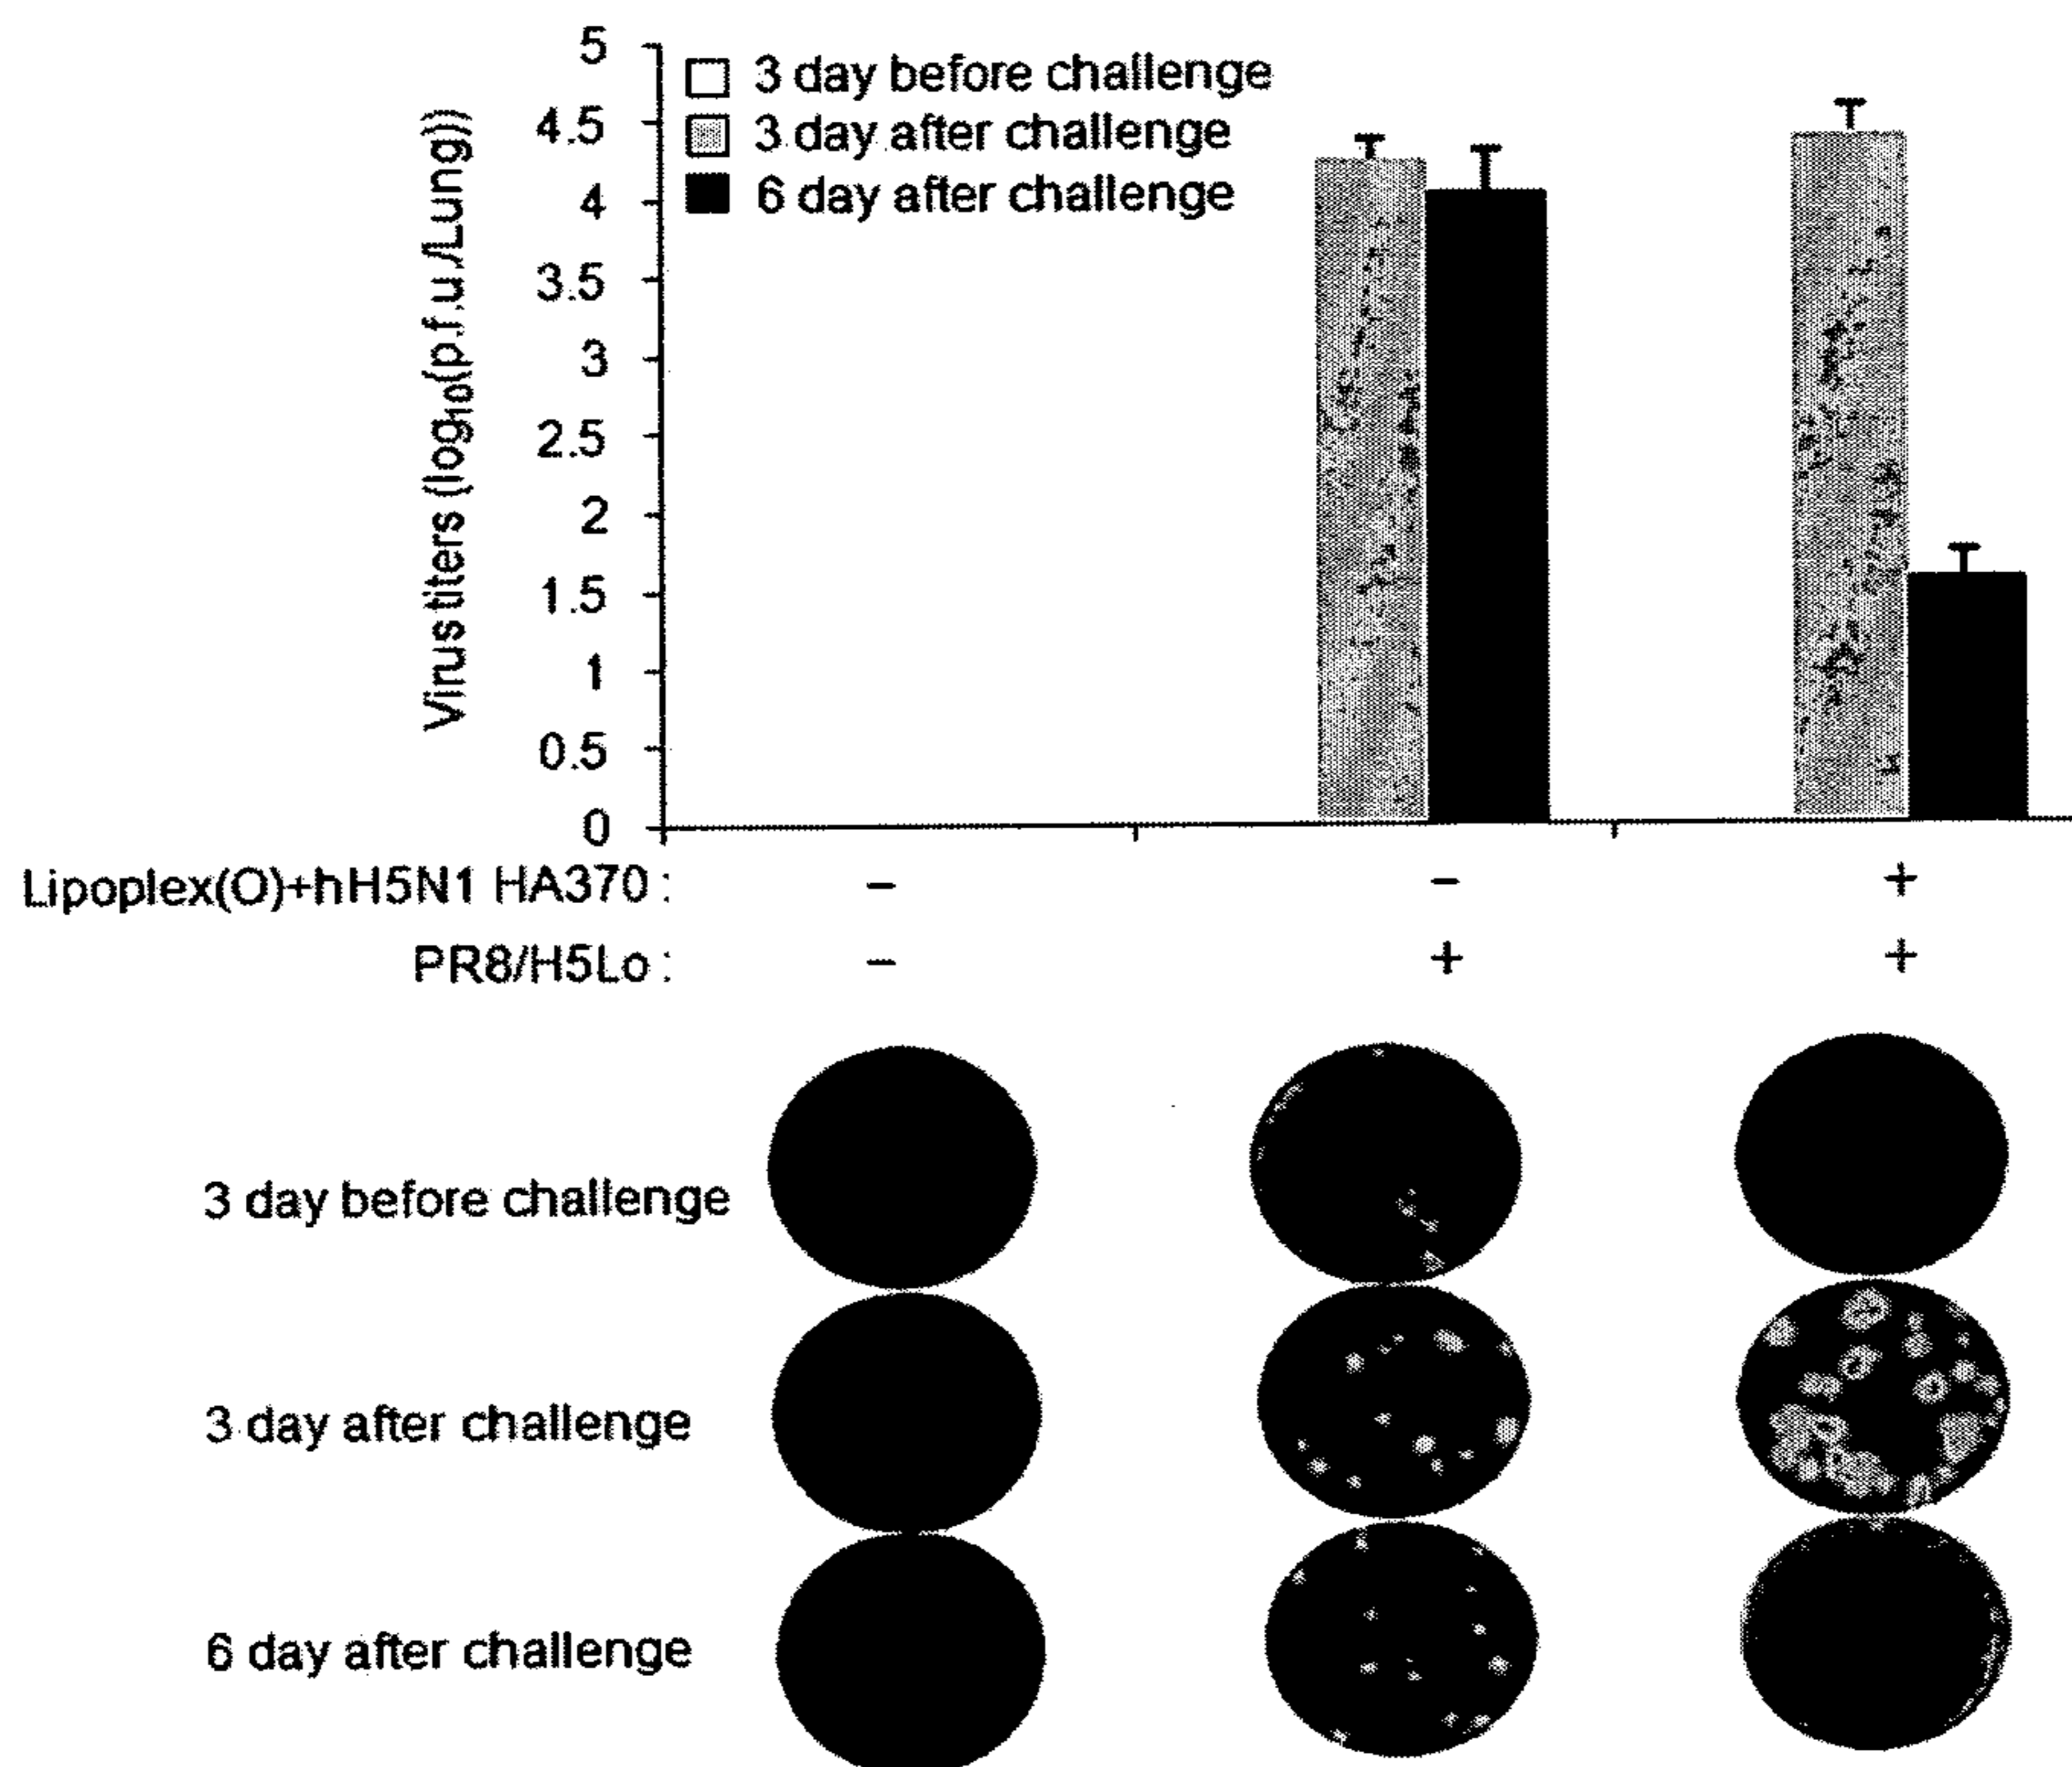 5
4.5
4
3.5
3
2.5
2
1.5
1
0.5
0
Virus titers (log10(p.f.u./Lung))
3 day before challenge
3 day after challenge
6 day after challenge
Lipoplex(O)+hH5N1 HA370 : − − +
PR8/H5Lo : − + +
3 day before challenge
3 day after challenge
6 day after challenge